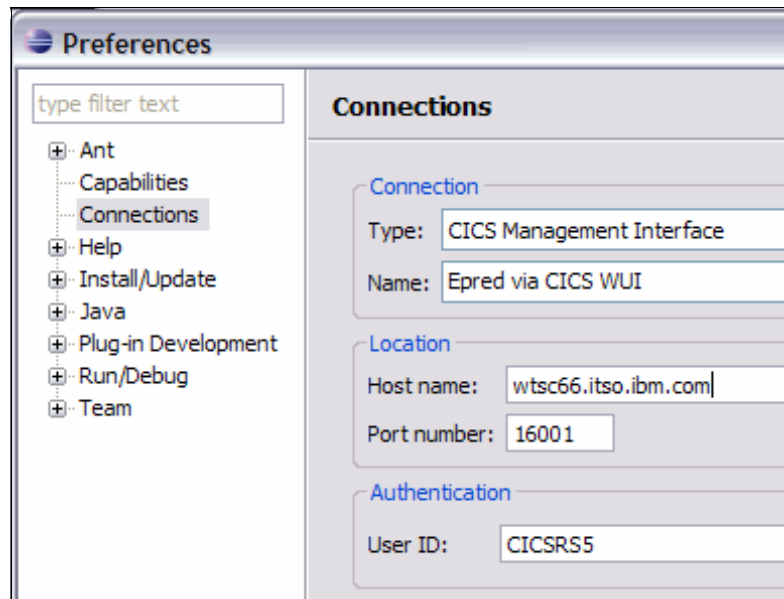 Preferences
type filter text
Ant
Capabilities
Connections
Help
Install/Update
Java
Plug-in Development
Run/Debug
Team
Connections
Connection
Type: CICS Management Interface
Name: Epred via CICS WUI
Location
Host name: wtsc66.itso.ibm.com
Port number: 16001
Authentication
User ID: CICSRS5